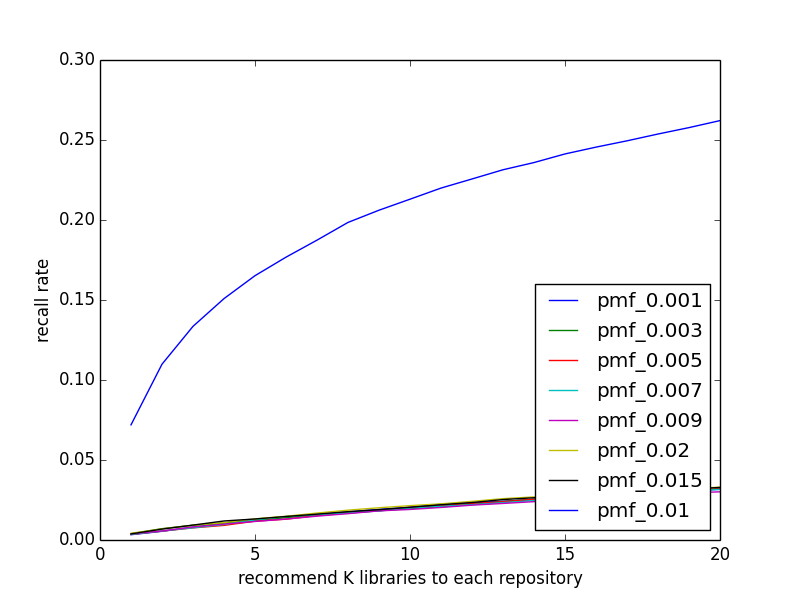 0.30
0.25
0.20
0.15
0.10
0.05
0.00
0
5
10
15
20
recall rate
recommend K libraries to each repository
pmf_0.001
pmf_0.003
pmf_0.005
pmf_0.007
pmf_0.009
pmf_0.02
pmf_0.015
pmf_0.01